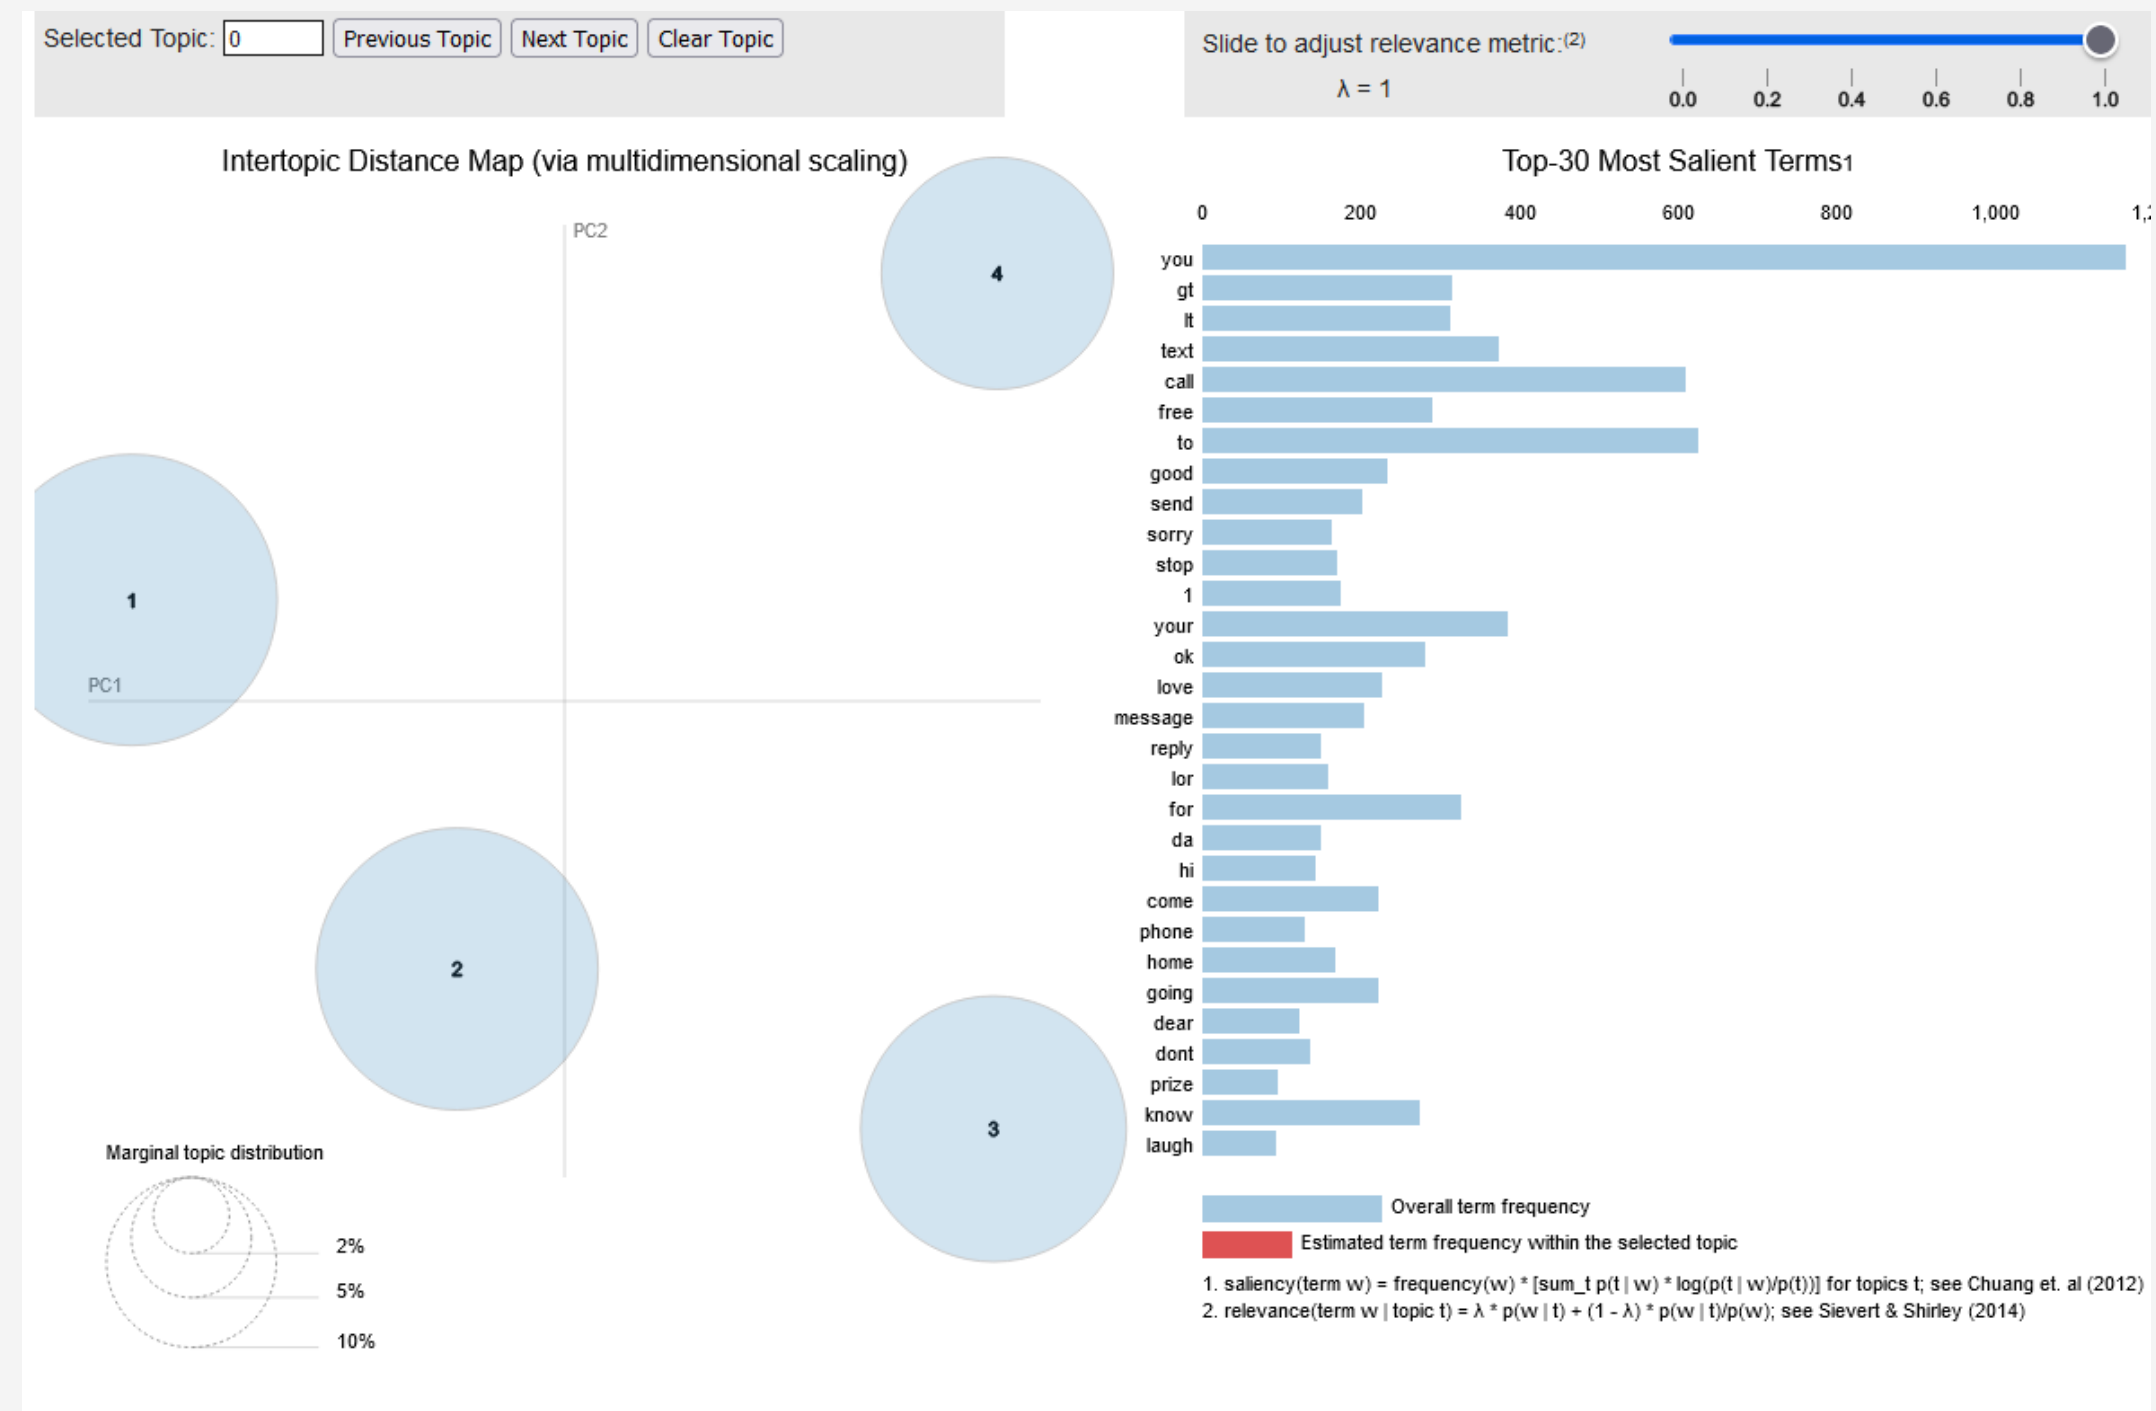 Selected Topic: 0 Previous Topic Next Topic Clear Topic
Slide to adjust relevance metric:(2)
λ = 1
0.0 0.2 0.4 0.6 0.8 1.0
Intertopic Distance Map (via multidimensional scaling)
PC2
PC1
4
1
2
3
Marginal topic distribution
2%
5%
10%
Top-30 Most Salient Terms1
0 200 400 600 800 1,000
you
gt
lt
text
call
free
to
good
send
sorry
stop
1
your
ok
love
message
reply
lor
for
da
hi
come
phone
home
going
dear
dont
prize
know
laugh
Overall term frequency
Estimated term frequency within the selected topic
1. saliency(term w) = frequency(w) * [sum_t p(t | w) * log(p(t | w)/p(t))] for topics t; see Chuang et. al (2012)
2. relevance(term w | topic t) = λ * p(w | t) + (1 - λ) * p(w | t)/p(w); see Sievert & Shirley (2014)